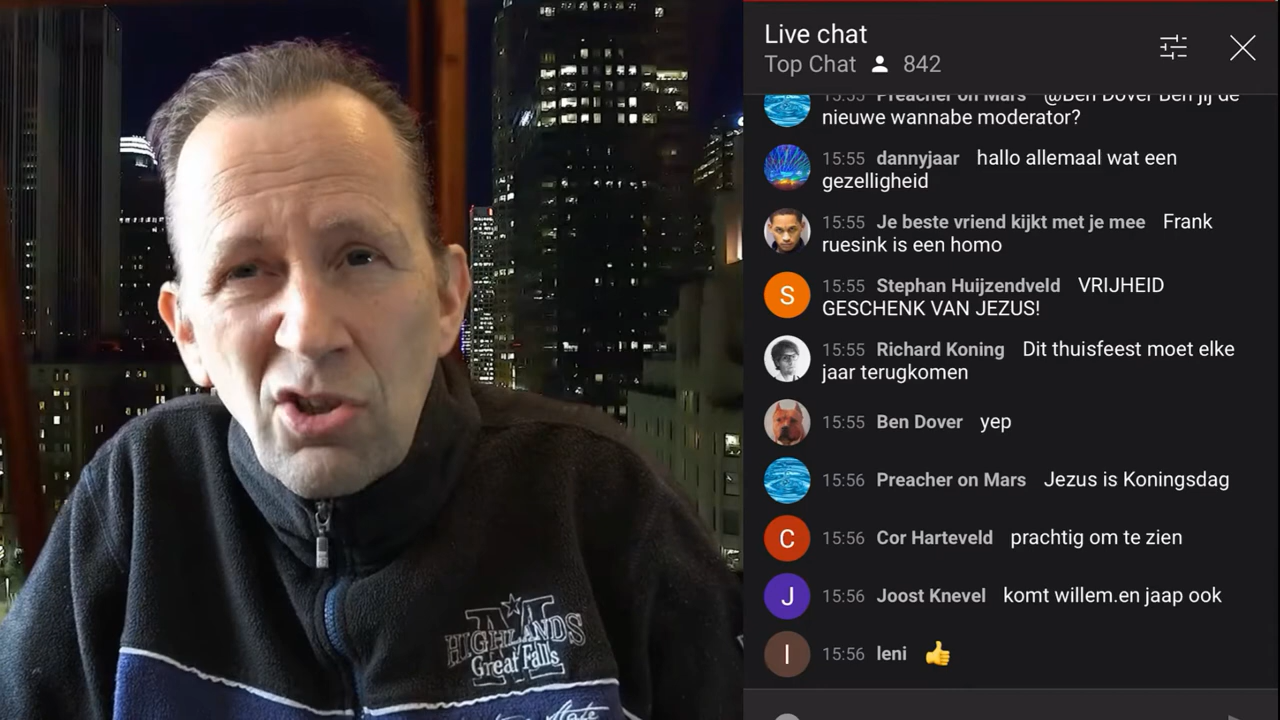 Live chat
Top Chat 842
15:55 Preacher on Mars @Ben Dover Ben jij de
nieuwe wannabe moderator?
15:55 dannyjaar hallo allemaal wat een
gezelligheid
15:55 Je beste vriend kijkt met je mee Frank
ruesink is een homo
S 15:55 Stephan Huijzendveld VRIJHEID
GESCHENK VAN JEZUS!
15:55 Richard Koning Dit thuisfeest moet elke
jaar terugkomen
15:55 Ben Dover yep
15:56 Preacher on Mars Jezus is Koningsdag
C 15:56 Cor Harteveld prachtig om te zien
J 15:56 Joost Knevel komt willem.en jaap ook
l 15:56 leni 👍
M
HIGHLANDS
Great Falls
State